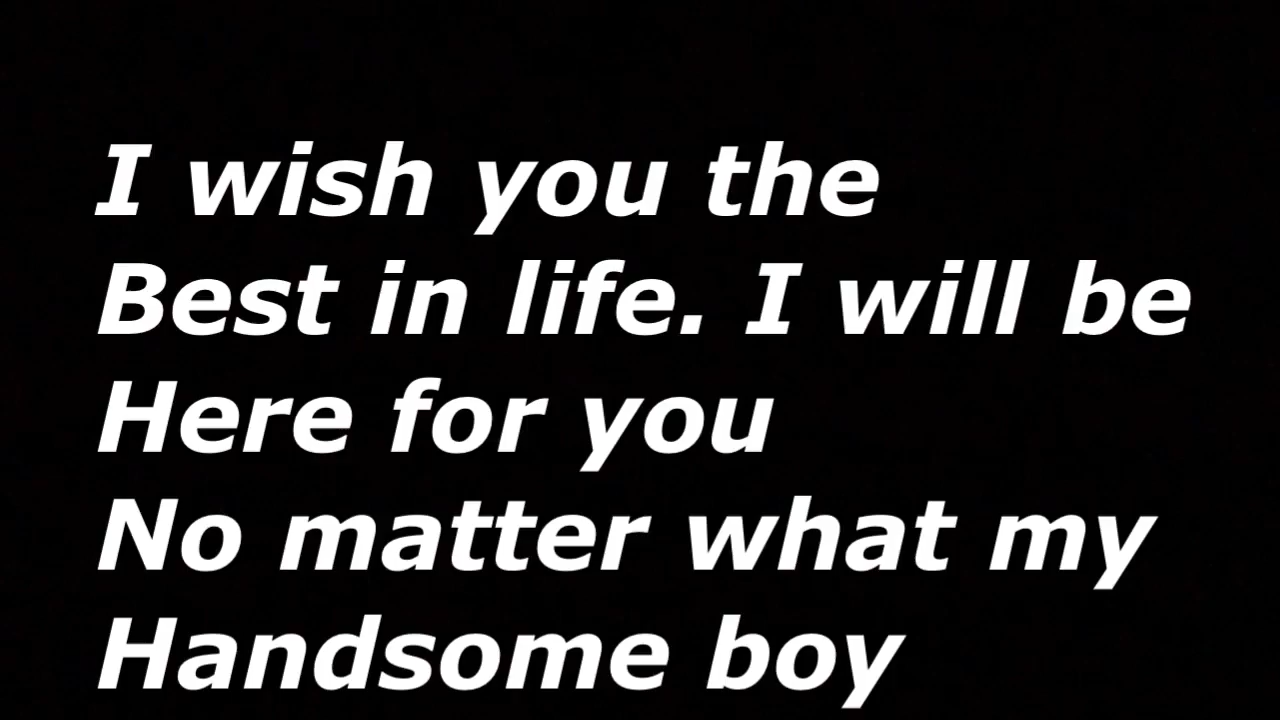 I wish you the
Best in life. I will be
Here for you
No matter what my
Handsome boy